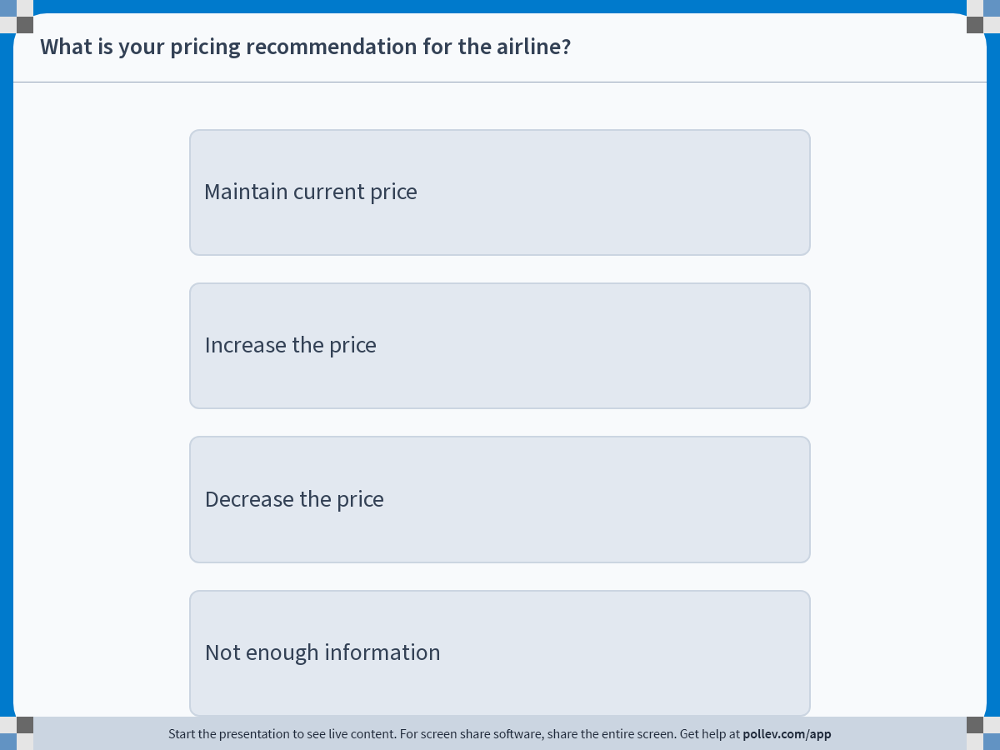 What is your pricing recommendation for the airline?
Maintain current price
Increase the price
Decrease the price
Not enough information
Start the presentation to see live content. For screen share software, share the entire screen. Get help at pollev.com/app